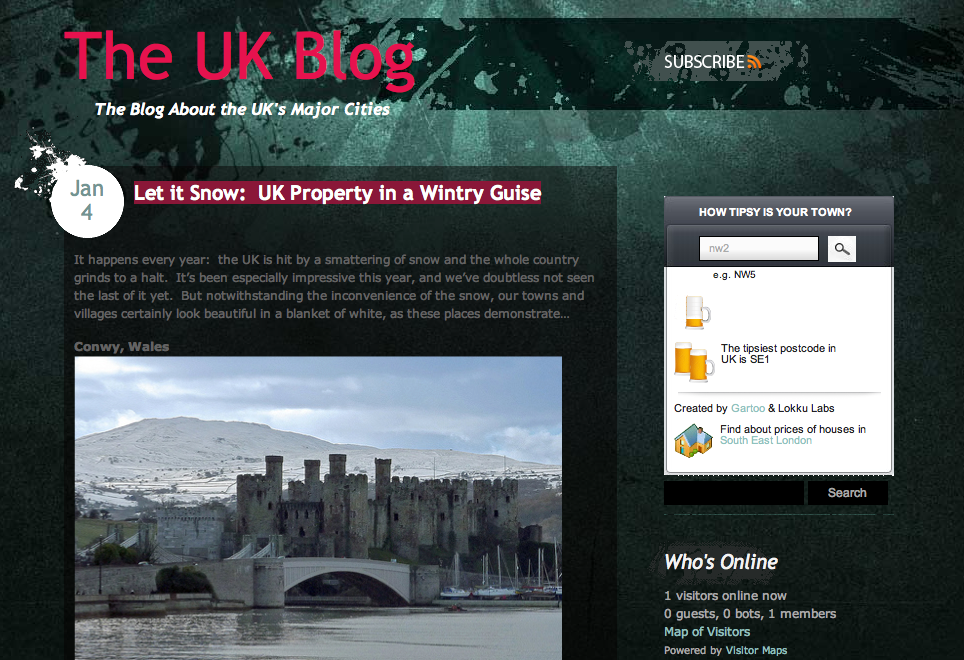 The UK Blog
The Blog About the UK's Major Cities
SUBSCRIBE
Jan
4
Let it Snow:  UK Property in a Wintry Guise
It happens every year:  the UK is hit by a smattering of snow and the whole country
grinds to a halt.  It's been especially impressive this year, and we've doubtless not seen
the last of it yet.  But notwithstanding the inconvenience of the snow, our towns and
villages certainly look beautiful in a blanket of white, as these places demonstrate...
Conwy, Wales
HOW TIPSY IS YOUR TOWN?
nw2
e.g. NW5
The tipsiest postcode in
UK is SE1
Created by Gartoo & Lokku Labs
Find about prices of houses in
South East London
Search
Who's Online
1 visitors online now
0 guests, 0 bots, 1 members
Map of Visitors
Powered by Visitor Maps